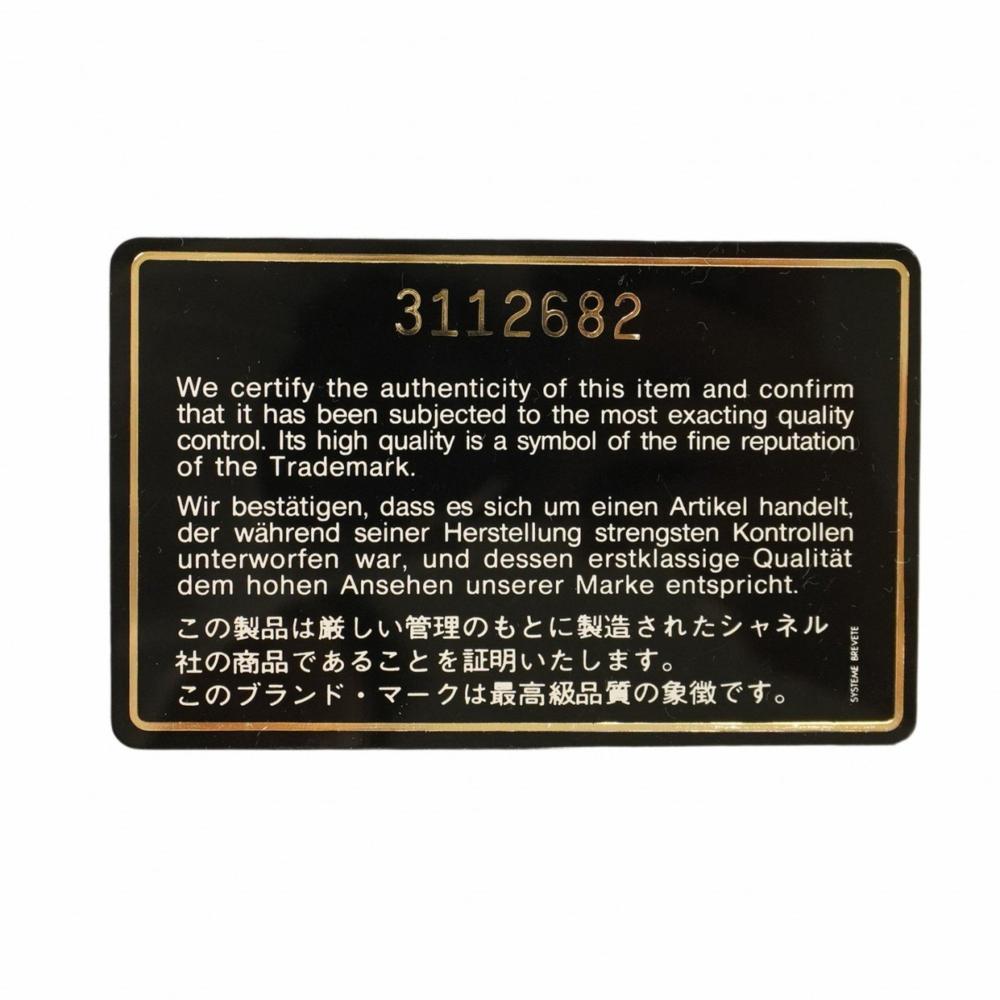 3112682
We certify the authenticity of this item and confirm
that it has been subjected to the most exacting quality
control. Its high quality is a symbol of the fine reputation
of the Trademark.
Wir bestätigen, dass es sich um einen Artikel handelt,
der während seiner Herstellung strengsten Kontrollen
unterworfen war, und dessen erstklassige Qualität
dem hohen Ansehen unserer Marke entspricht.
この製品は厳しい管理のもとに製造されたシャネル
社の商品であることを証明いたします。
このブランド・マークは最高級品質の象徴です。
SYSTEME BREVETE